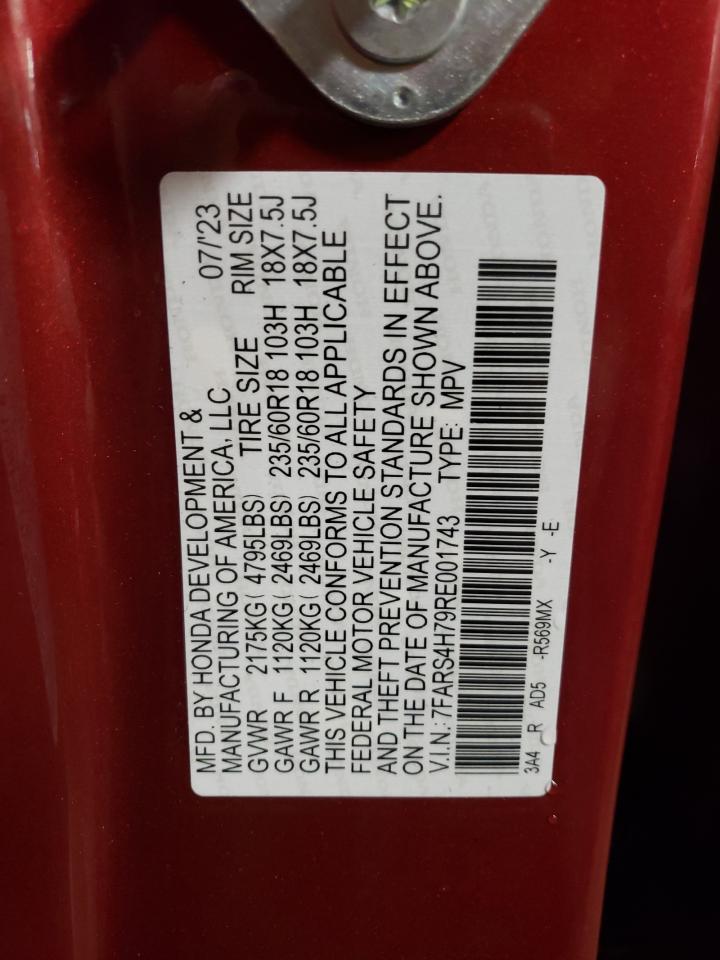 MFD. BY HONDA DEVELOPMENT &
MANUFACTURING OF AMERICA, LLC 07/'23
GVWR 2175KG( 4795LBS) TIRE SIZE RIM SIZE
GAWR F 1120KG( 2469LBS) 235/60R18 103H 18X7.5J
GAWR R 1120KG( 2469LBS) 235/60R18 103H 18X7.5J
THIS VEHICLE CONFORMS TO ALL APPLICABLE
FEDERAL MOTOR VEHICLE SAFETY
AND THEFT PREVENTION STANDARDS IN EFFECT
ON THE DATE OF MANUFACTURE SHOWN ABOVE.
V.I.N.: 7FARS4H79RE001743 TYPE: MPV
3A4 R AD5 -R569MX -Y -E